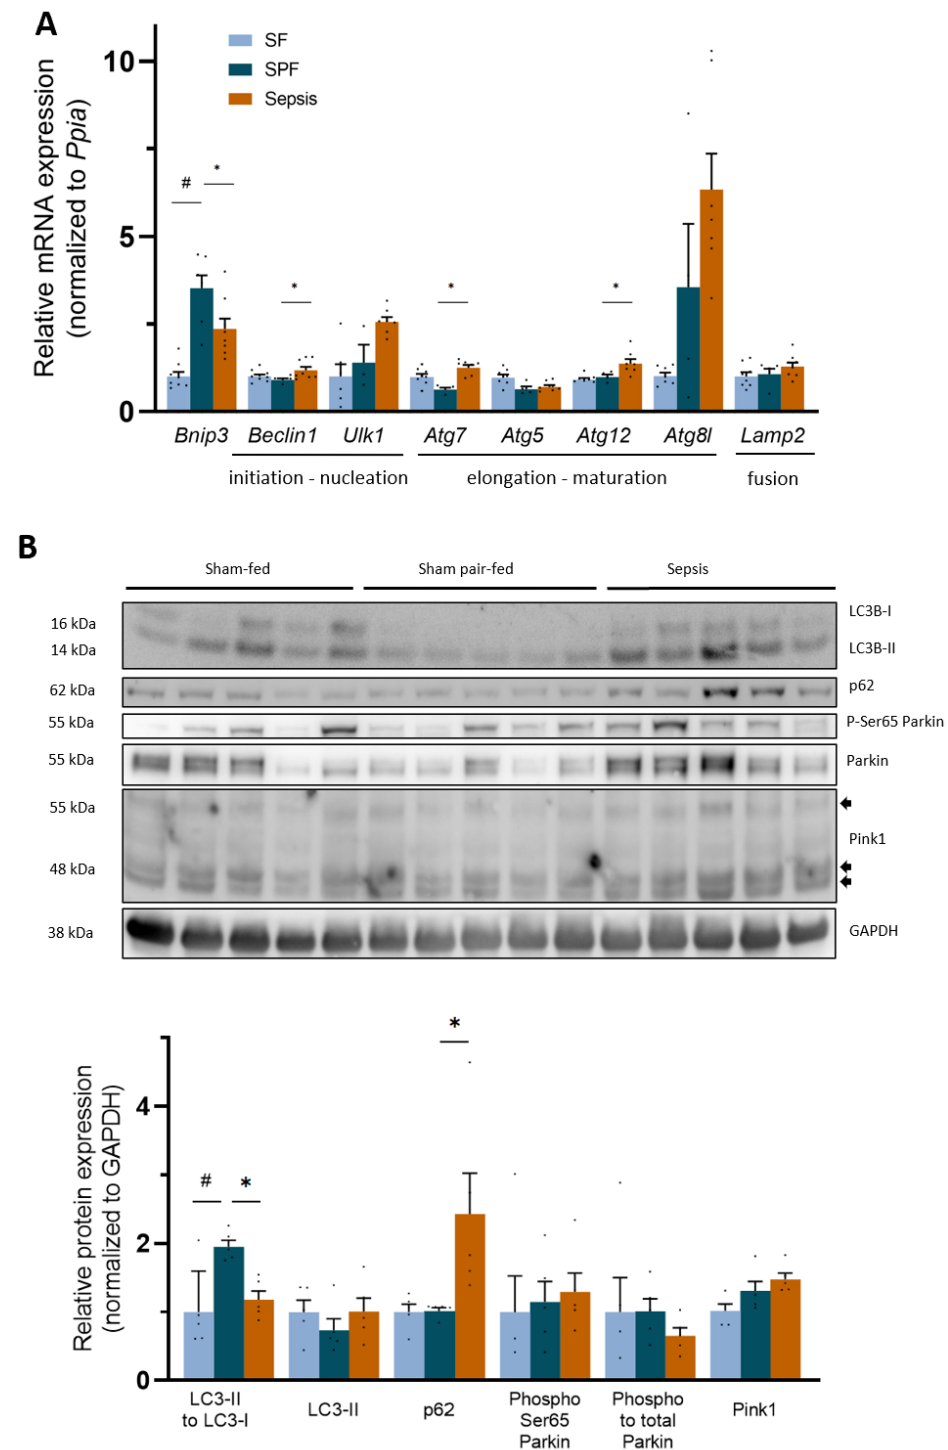 A
SF
SPF
Sepsis
Relative mRNA expression
(normalized to Ppia)
10
5
0
#
*
*
*
*
Bnip3 Beclin1 Ulk1 Atg7 Atg5 Atg12 Atg8l Lamp2
initiation - nucleation elongation - maturation fusion
B
Sham-fed Sham pair-fed Sepsis
16 kDa LC3B-I
14 kDa LC3B-II
62 kDa p62
55 kDa P-Ser65 Parkin
55 kDa Parkin
55 kDa
Pink1
48 kDa
38 kDa GAPDH
Relative protein expression
(normalized to GAPDH)
4
2
0
# * *
LC3-II
to LC3-I
LC3-II
p62
Phospho
Ser65
Parkin
Phospho
to total
Parkin
Pink1